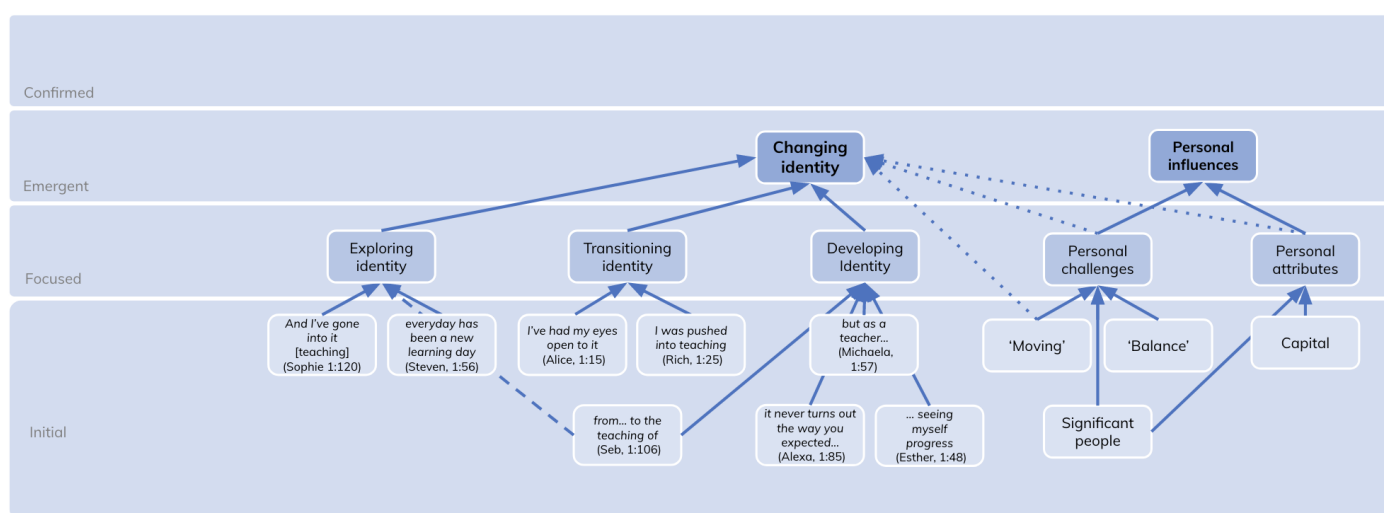 Confirmed
Changing
identity
Personal
influences
Emergent
Exploring
identity
Transitioning
identity
Developing
Identity
Personal
challenges
Personal
attributes
Focused
And I've gone
into it
[teaching]
(Sophie 1:120)
everyday has
been a new
learning day
(Steven, 1:56)
I've had my eyes
open to it
(Alice, 1:15)
I was pushed
into teaching
(Rich, 1:25)
but as a
teacher...
(Michaela,
1:57)
'Moving'
'Balance'
Capital
Initial
from... to the
teaching of
(Seb, 1:106)
it never turns out
the way you
expected...
(Alexa, 1:85)
... seeing
myself
progress
(Esther, 1:48)
Significant
people